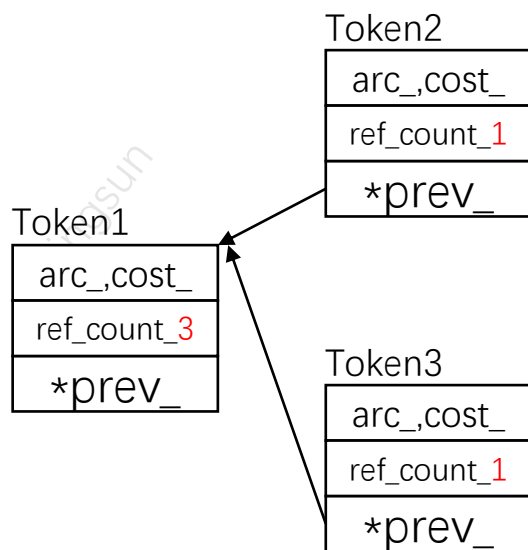 Token2
arc_,cost_
ref_count_1
*prev_
Token1
arc_,cost_
ref_count_3
*prev_
Token3
arc_,cost_
ref_count_1
*prev_